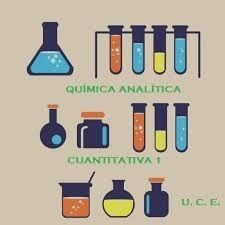 QUÍMICA ANALÍTICA
CUANTITATIVA 1
U. C. E.